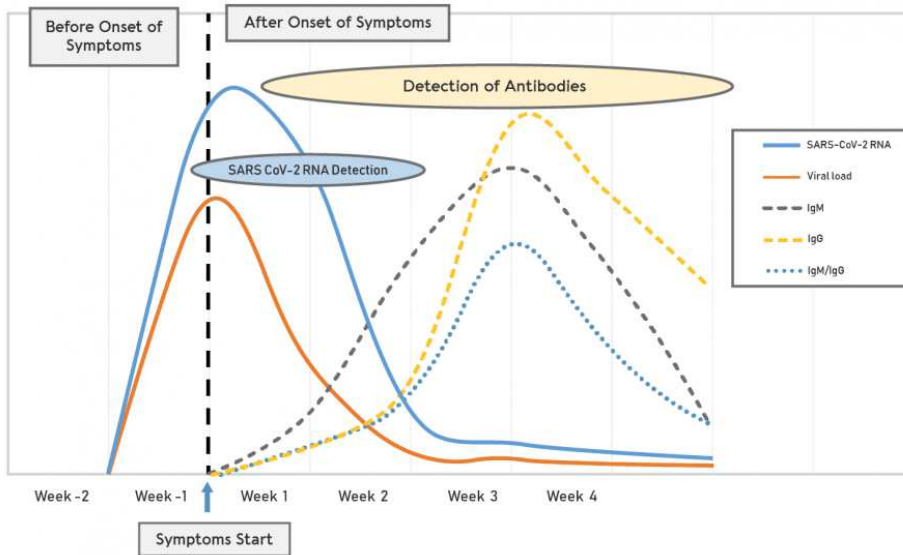 Before Onset of
Symptoms
After Onset of Symptoms
Detection of Antibodies
SARS CoV-2 RNA Detection
SARS-CoV-2 RNA
Viral load
IgM
IgG
IgM/IgG
Week -2
Week -1
Week 1
Week 2
Week 3
Week 4
Symptoms Start